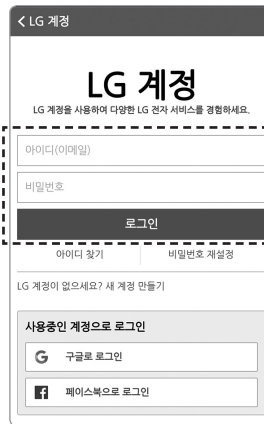 LG 계정
LG 계정
LG 계정을 사용하여 다양한 LG 전자 서비스를 경험하세요.
아이디(이메일)
비밀번호
로그인
아이디 찾기 비밀번호 재설정
LG 계정이 없으세요? 새 계정 만들기
사용중인 계정으로 로그인
G 구글로 로그인
f 페이스북으로 로그인